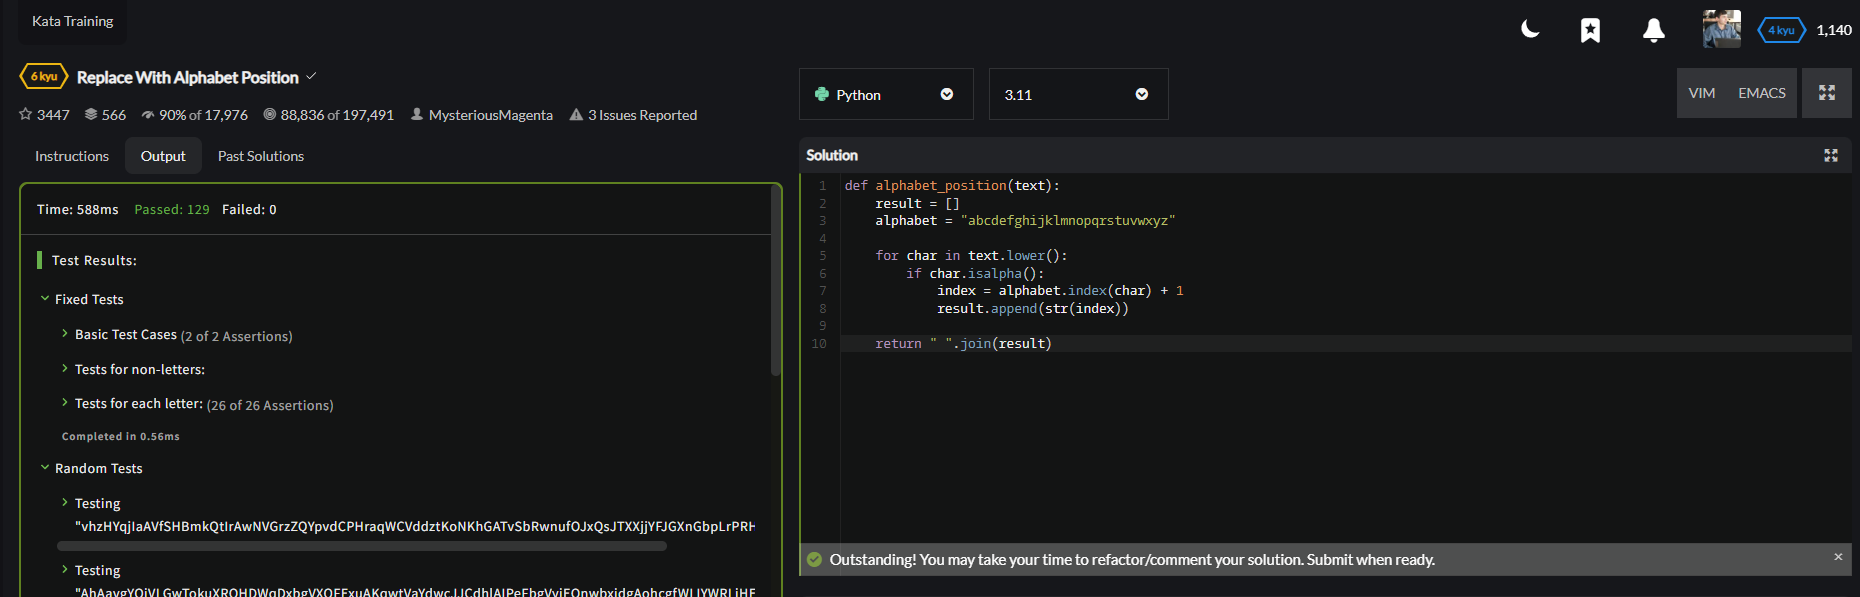 Kata Training
4 kyu 1,140
6 kyu Replace With Alphabet Position
3447 566 90% of 17,976 88,836 of 197,491 MysteriousMagenta 3 Issues Reported
Instructions Output Past Solutions
Time: 588ms Passed: 129 Failed: 0
Test Results:
Fixed Tests
Basic Test Cases (2 of 2 Assertions)
Tests for non-letters:
Tests for each letter: (26 of 26 Assertions)
Completed in 0.56ms
Random Tests
Testing
Testing
Python 3.11 VIM EMACS
Solution
1 def alphabet_position(text):
2 result = []
3 alphabet = "abcdefghijklmnopqrstuvwxyz"
4
5 for char in text.lower():
6 if char.isalpha():
7 index = alphabet.index(char) + 1
8 result.append(str(index))
9
10 return " ".join(result)
Outstanding! You may take your time to refactor/comment your solution. Submit when ready.